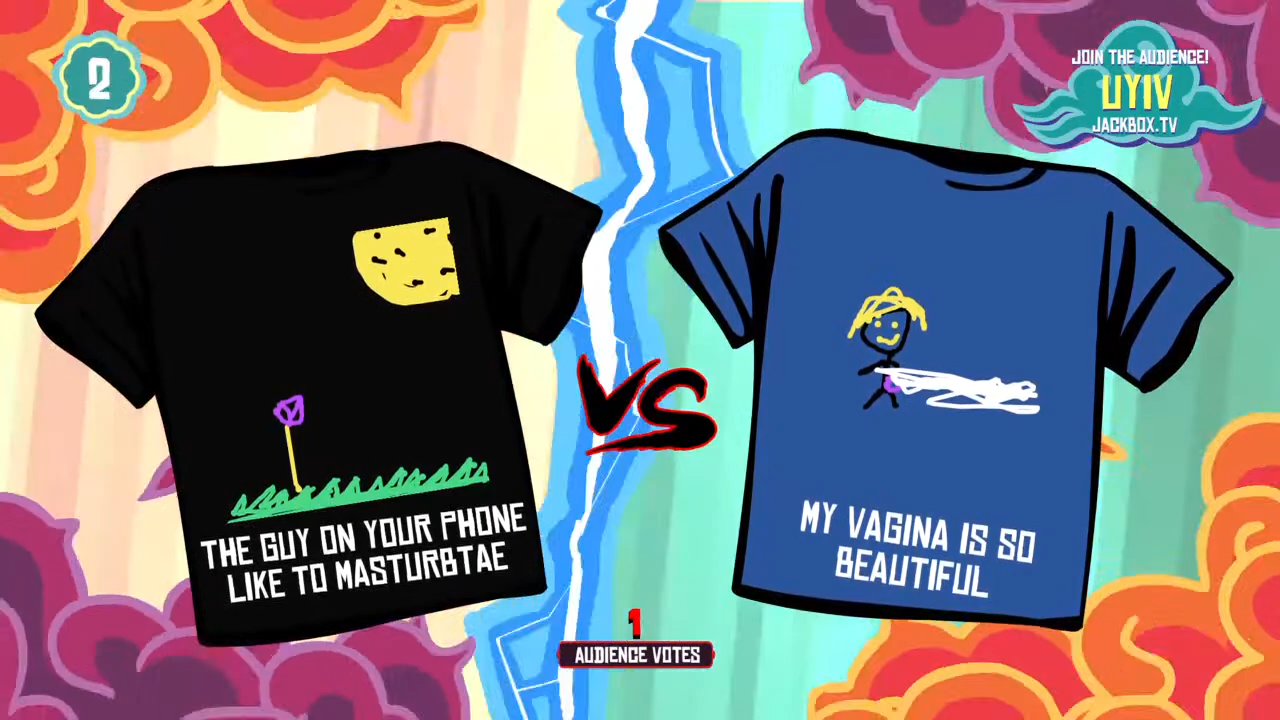 2
JOIN THE AUDIENCE!
UYIV
JACKBOX.TV
VS
THE GUY ON YOUR PHONE
LIKE TO MASTURBTAE
MY VAGINA IS SO
BEAUTIFUL
1
AUDIENCE VOTES